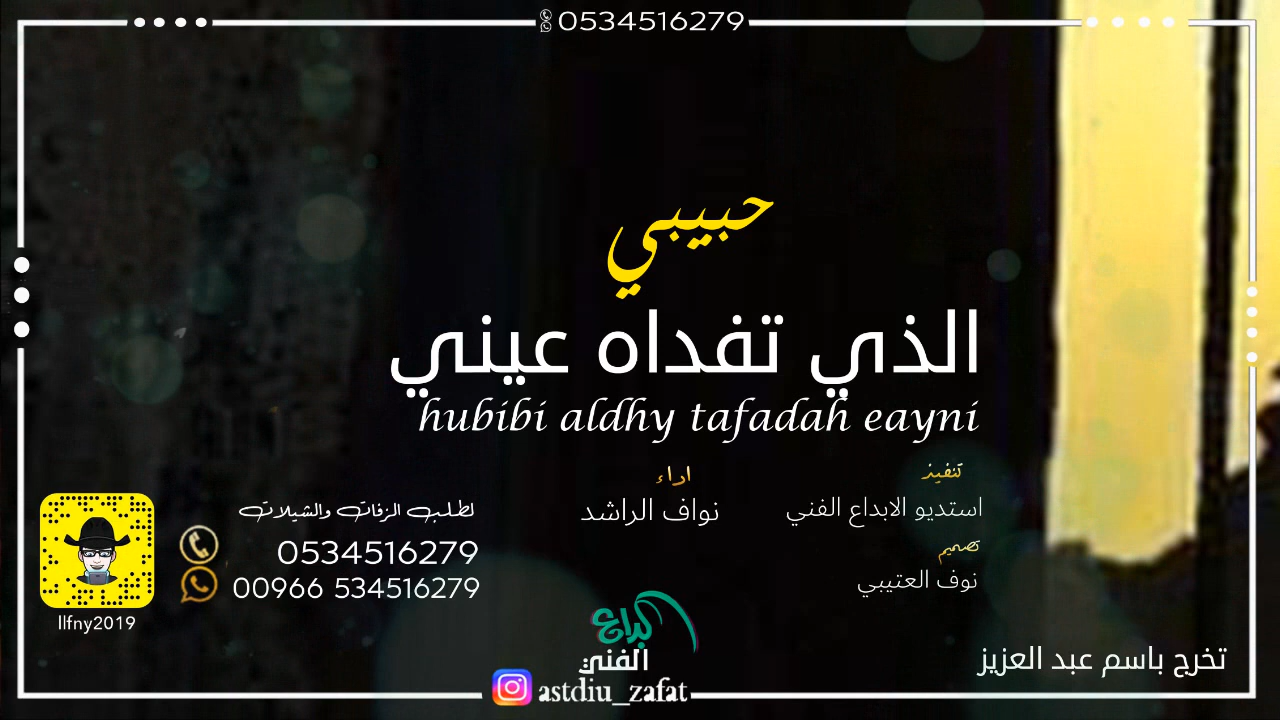 0534516279
حبيبي
الذي تفداه عيني
hubibi aldhy tafadah eayni
تنفيذ
استديو الابداع الفني
تصميم
نوف العتيبي
اداء
نواف الراشد
لطلب الزفات والشيلات
0534516279
00966 534516279
llfny2019
ابداع
الفني
astdiu_zafat
تخرج باسم عبد العزيز